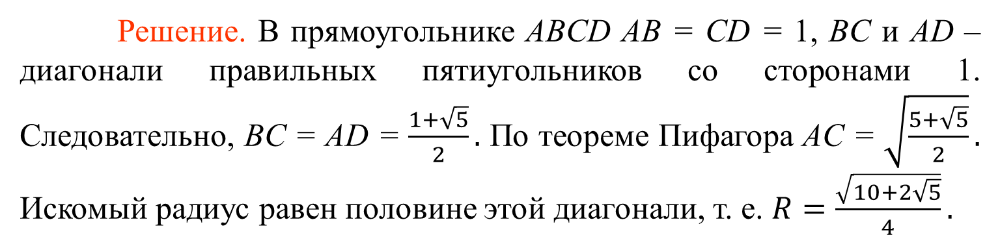 Решение. В прямоугольнике ABCD AB = CD = 1, BC и AD –
диагонали правильных пятиугольников со сторонами 1.
Следовательно, BC = AD = \frac{1+\sqrt{5}}{2}. По теореме Пифагора AC = \sqrt{\frac{5+\sqrt{5}}{2}}.
Искомый радиус равен половине этой диагонали, т. е. R = \frac{\sqrt{10+2\sqrt{5}}}{4}.